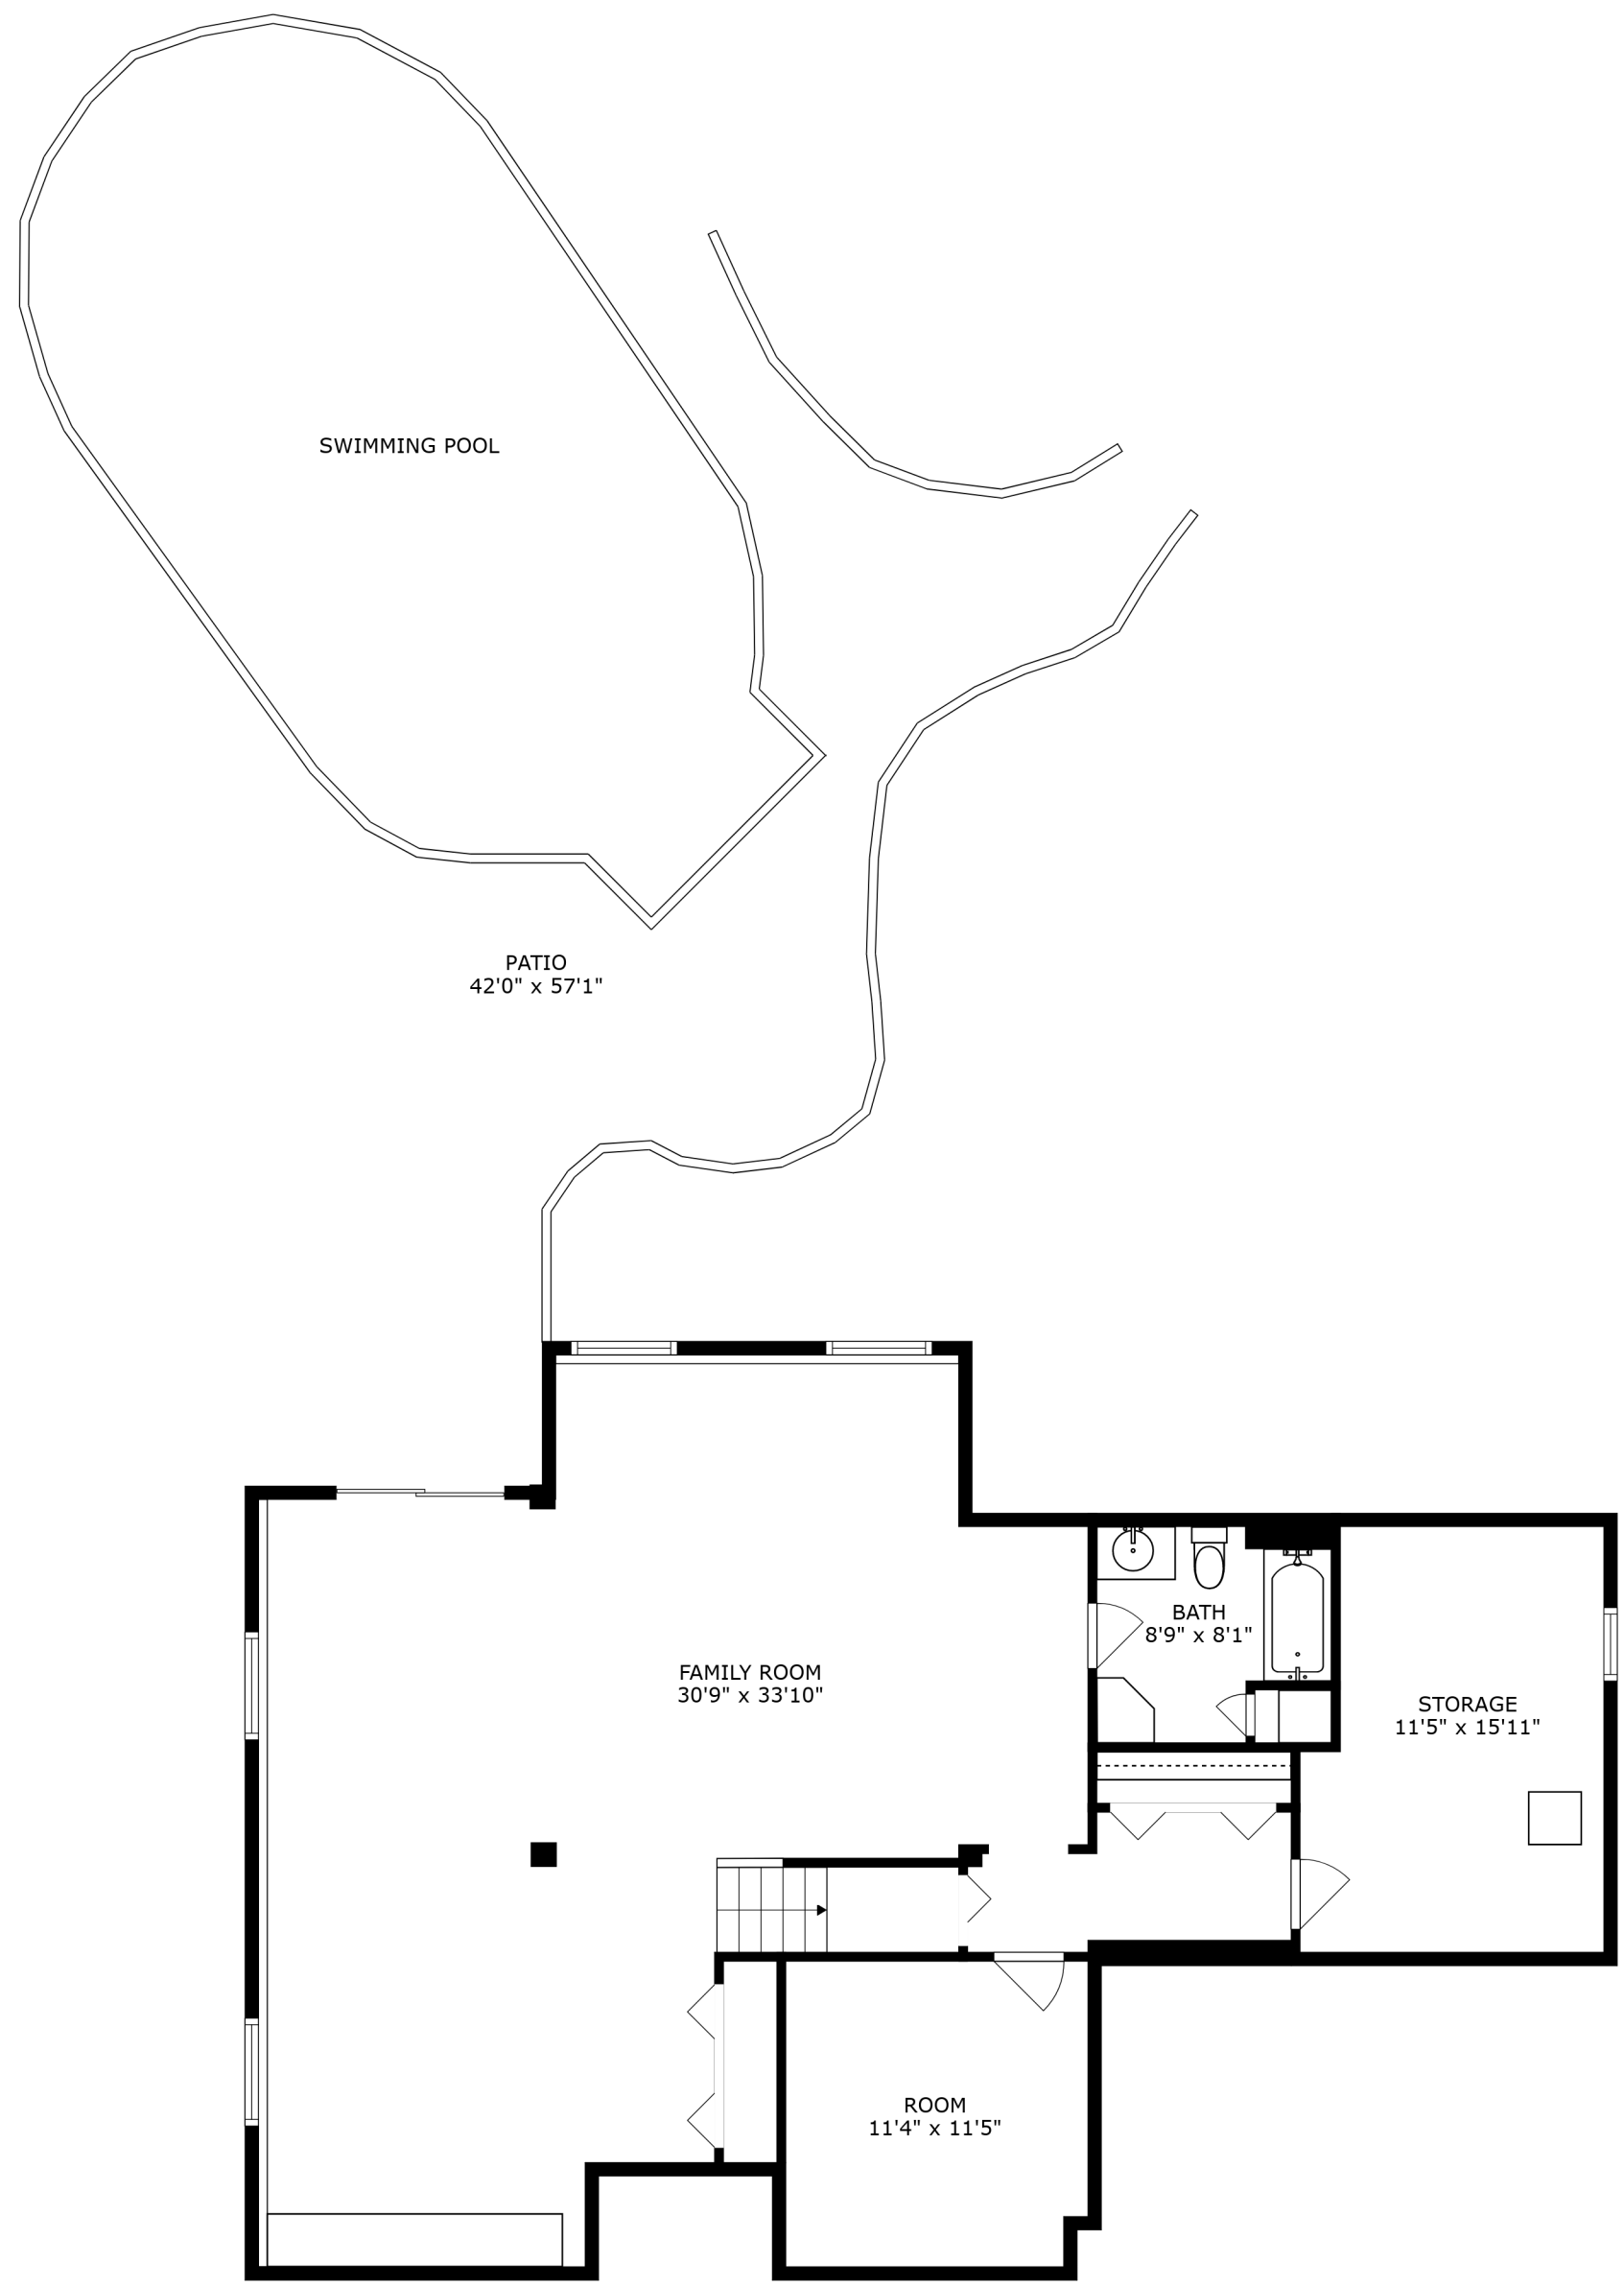 SWIMMING POOL
PATIO
42'0" x 57'1"
BATH
8'9" x 8'1"
FAMILY ROOM
30'9" x 33'10"
STORAGE
11'5" x 15'11"
ROOM
11'4" x 11'5"